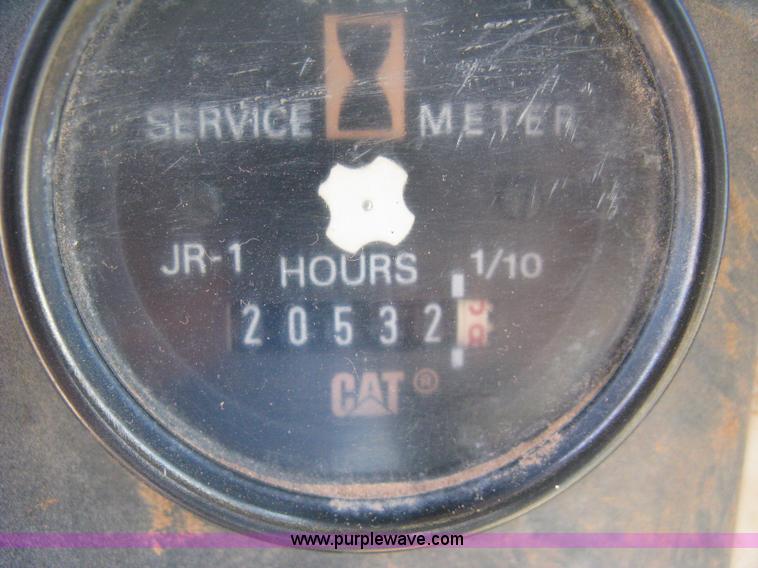 SERVICE METER
JR-1 HOURS 1/10
20532
CAT®
www.purplewave.com